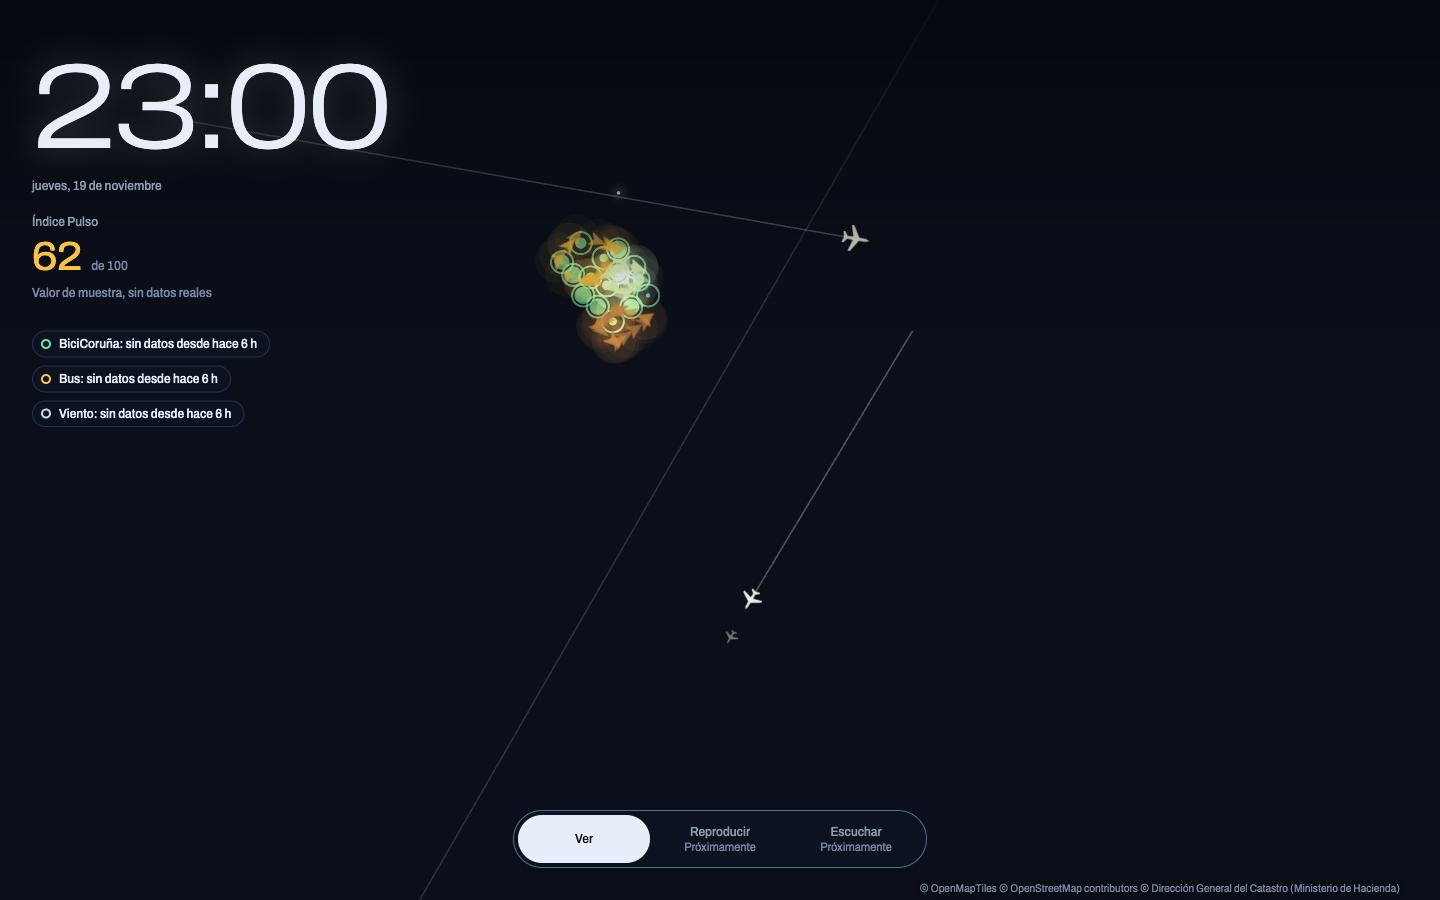 23:00
jueves, 19 de noviembre
Índice Pulso
62 de 100
Valor de muestra, sin datos reales
BiciCoruña: sin datos desde hace 6 h
Bus: sin datos desde hace 6 h
Viento: sin datos desde hace 6 h
Ver
Reproducir
Próximamente
Escuchar
Próximamente
© OpenMapTiles © OpenStreetMap contributors © Dirección General del Catastro (Ministerio de Hacienda)